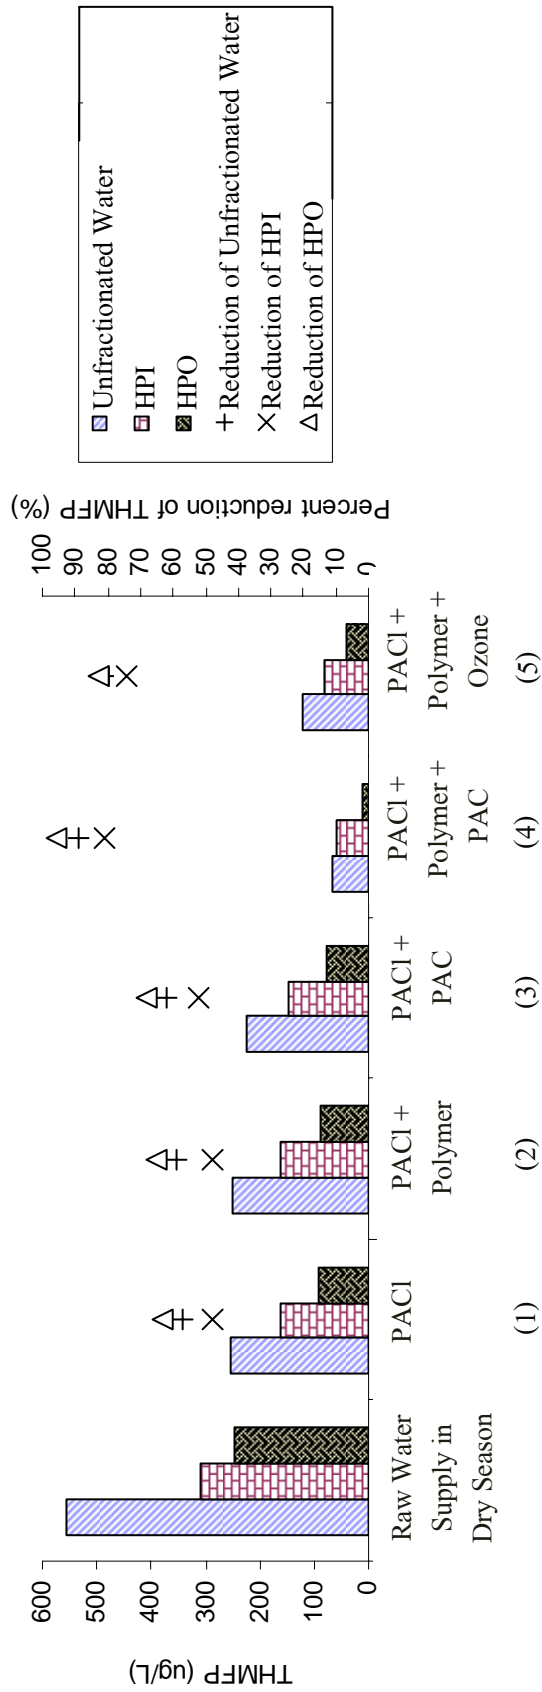 THMFP (ug/L)
600
500
400
300
200
100
0
Raw Water
Supply in
Dry Season
PACl
(1)
PACl +
Polymer
(2)
PACl +
PAC
(3)
PACl +
Polymer +
PAC
(4)
PACl +
Polymer +
Ozone
(5)
100
90
80
70
60
50
40
30
20
10
0
Percent reduction of THMFP (%)
Unfractionated Water
HPI
HPO
Reduction of Unfractionated Water
Reduction of HPI
Reduction of HPO